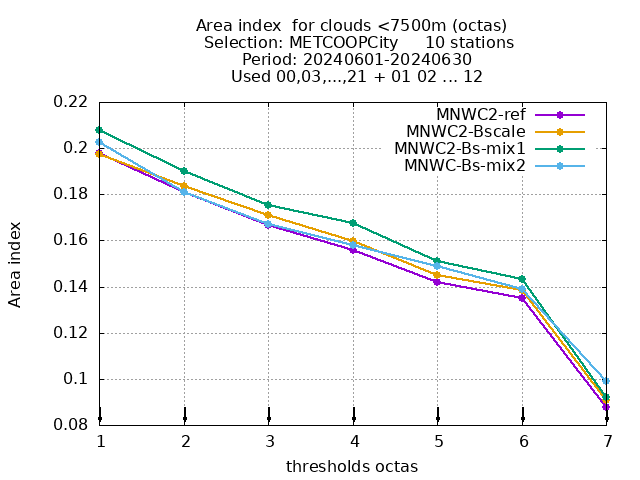 Area index  for clouds <7500m (octas)
Selection: METCOOPCity     10 stations
Period: 20240601-20240630
Used 00,03,...,21 + 01 02 ... 12
MNWC2-ref
MNWC2-Bscale
MNWC2-Bs-mix1
MNWC-Bs-mix2
Area index
0.22
0.2
0.18
0.16
0.14
0.12
0.1
0.08
1 2 3 4 5 6 7
thresholds octas